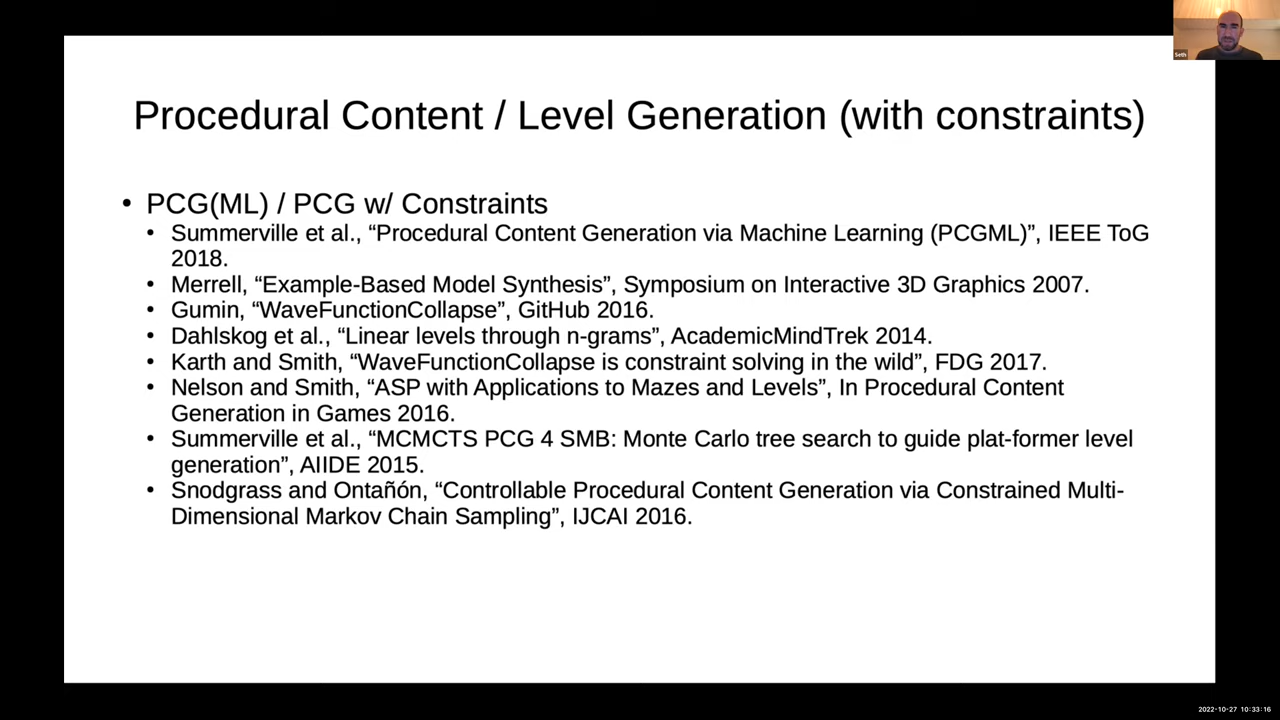 Seth
Procedural Content / Level Generation (with constraints)
• PCG(ML) / PCG w/ Constraints
• Summerville et al., “Procedural Content Generation via Machine Learning (PCGML)”, IEEE ToG
2018.
• Merrell, “Example-Based Model Synthesis”, Symposium on Interactive 3D Graphics 2007.
• Gumin, “WaveFunctionCollapse”, GitHub 2016.
• Dahlskog et al., “Linear levels through n-grams”, AcademicMindTrek 2014.
• Karth and Smith, “WaveFunctionCollapse is constraint solving in the wild”, FDG 2017.
• Nelson and Smith, “ASP with Applications to Mazes and Levels”, In Procedural Content
Generation in Games 2016.
• Summerville et al., “MCMCTS PCG 4 SMB: Monte Carlo tree search to guide plat-former level
generation”, AIIDE 2015.
• Snodgrass and Ontañón, “Controllable Procedural Content Generation via Constrained Multi-
Dimensional Markov Chain Sampling”, IJCAI 2016.
2022-10-27 10:33:16